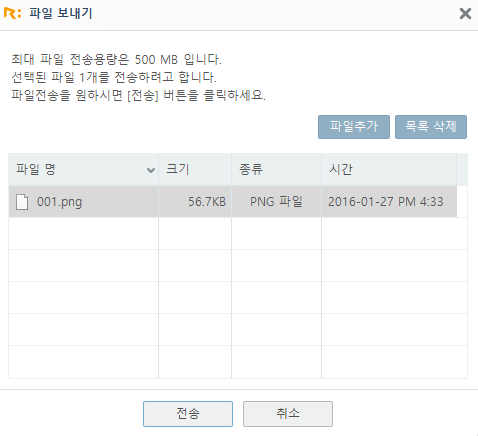 파일 보내기
최대 파일 전송용량은 500 MB 입니다.
선택된 파일 1개를 전송하려고 합니다.
파일전송을 원하시면 [전송] 버튼을 클릭하세요.
파일추가 목록 삭제
파일 명 크기 종류 시간
001.png 56.7KB PNG 파일 2016-01-27 PM 4:33
전송 취소